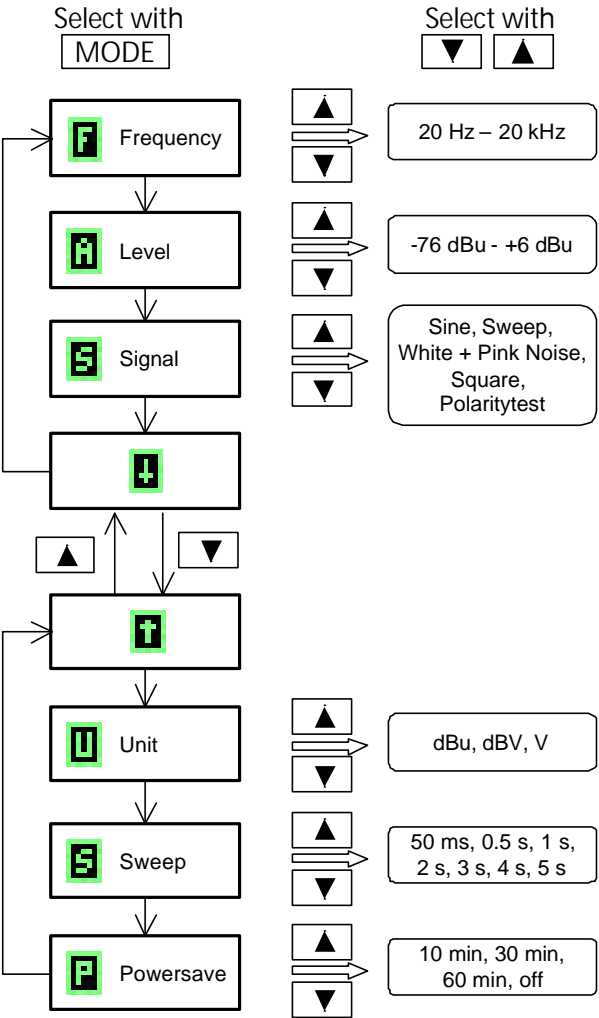 Select with
MODE
Select with
▼ ▲
F Frequency
▲
▼
20 Hz – 20 kHz
A Level
▲
▼
-76 dBu - +6 dBu
S Signal
▲
▼
Sine, Sweep,
White + Pink Noise,
Square,
Polaritytest
↓
▲
▼
↑
U Unit
▲
▼
dBu, dBV, V
S Sweep
▲
▼
50 ms, 0.5 s, 1 s,
2 s, 3 s, 4 s, 5 s
P Powersave
▲
▼
10 min, 30 min,
60 min, off